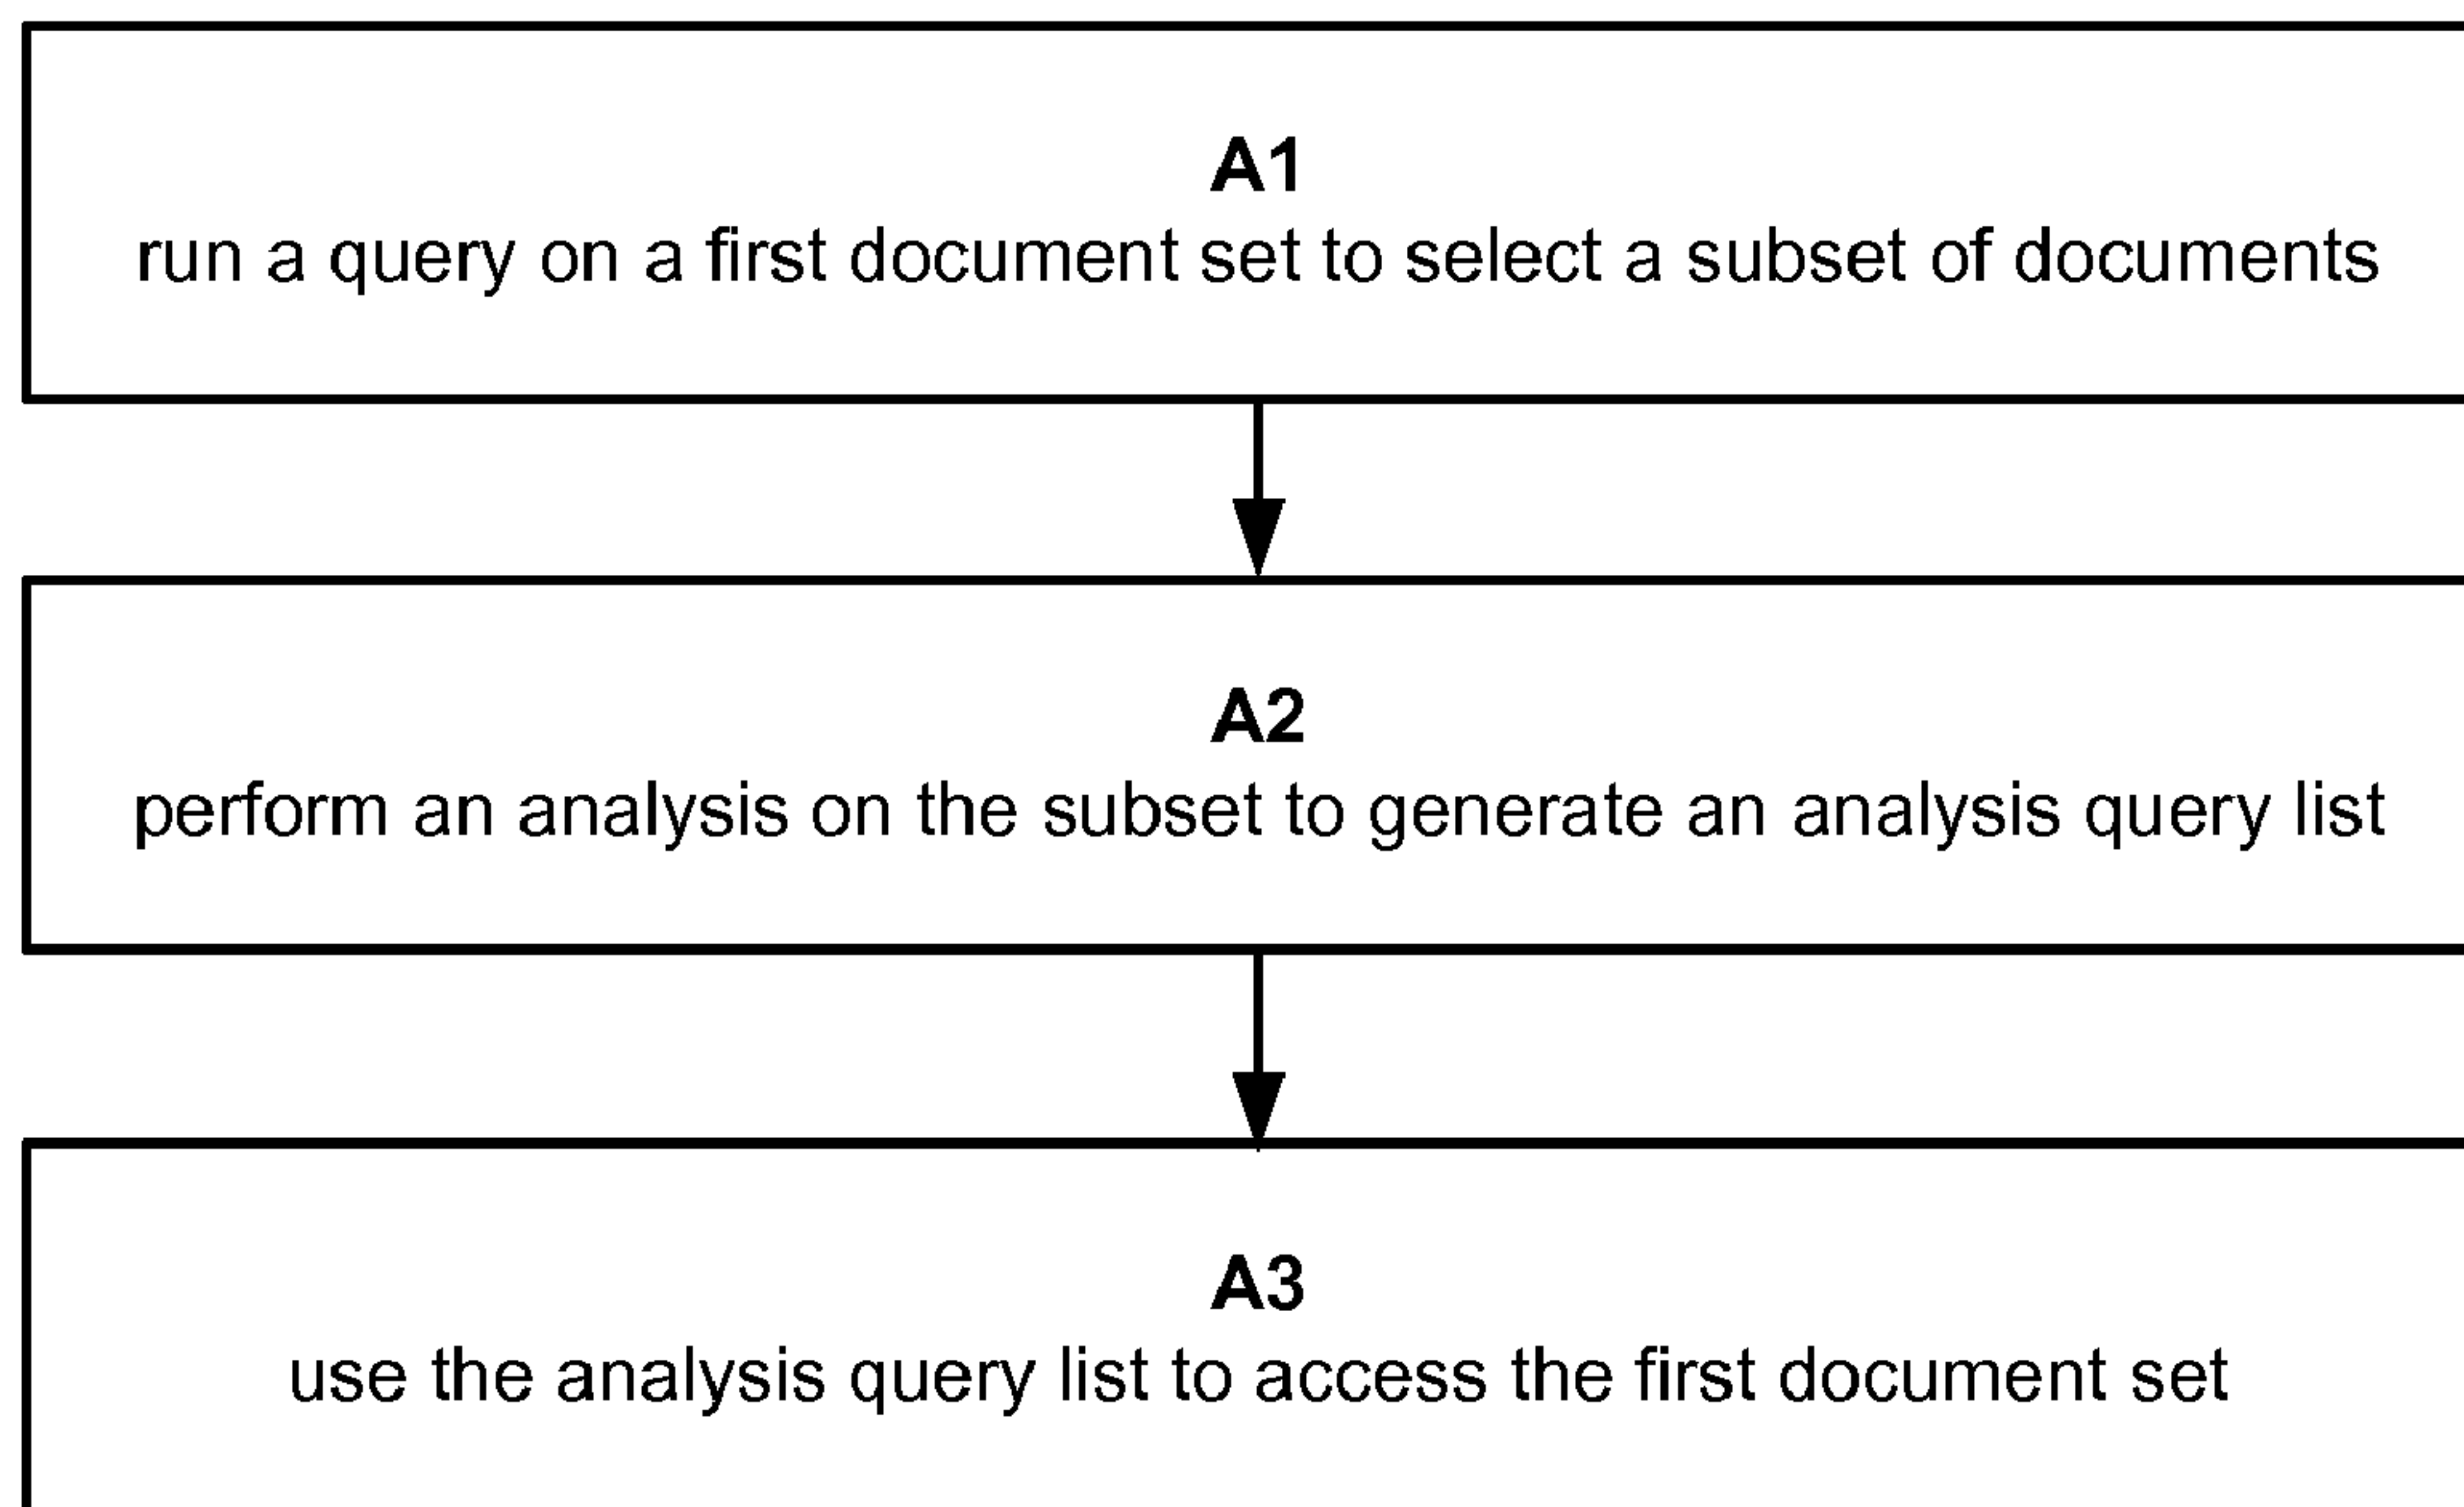 A1
run a query on a first document set to select a subset of documents
A2
perform an analysis on the subset to generate an analysis query list
A3
use the analysis query list to access the first document set